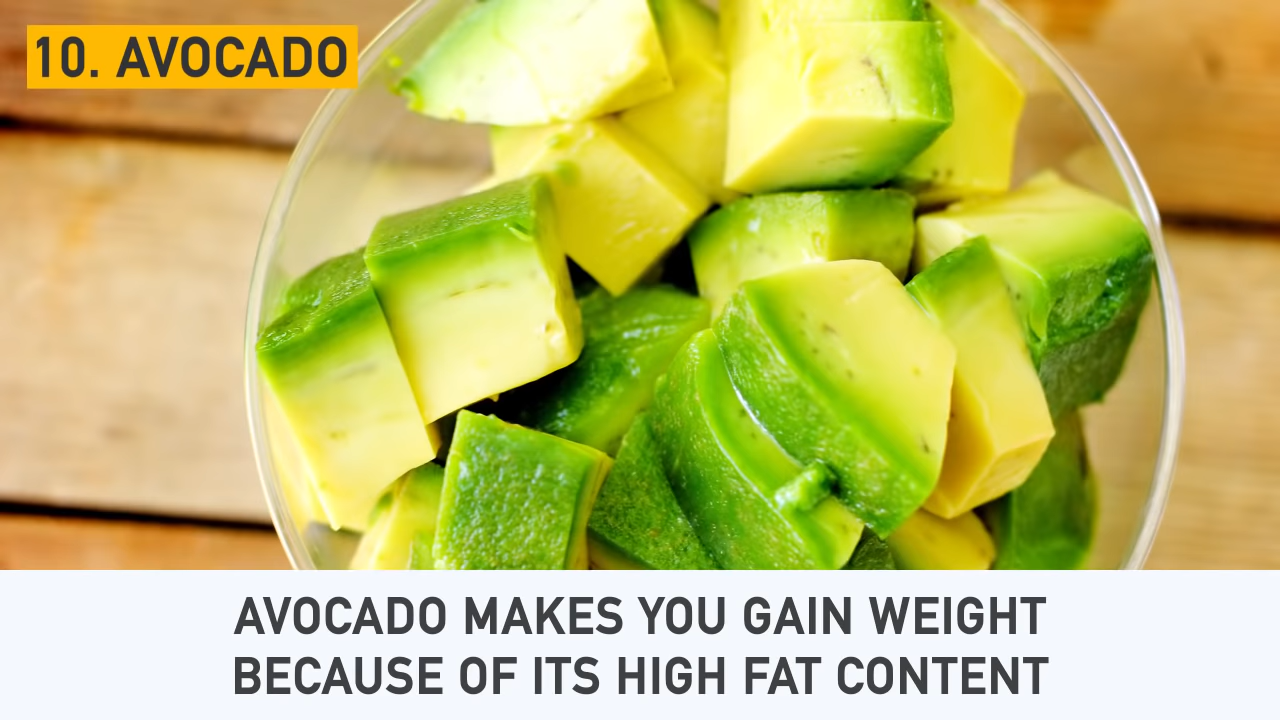 10. AVOCADO
AVOCADO MAKES YOU GAIN WEIGHT
BECAUSE OF ITS HIGH FAT CONTENT